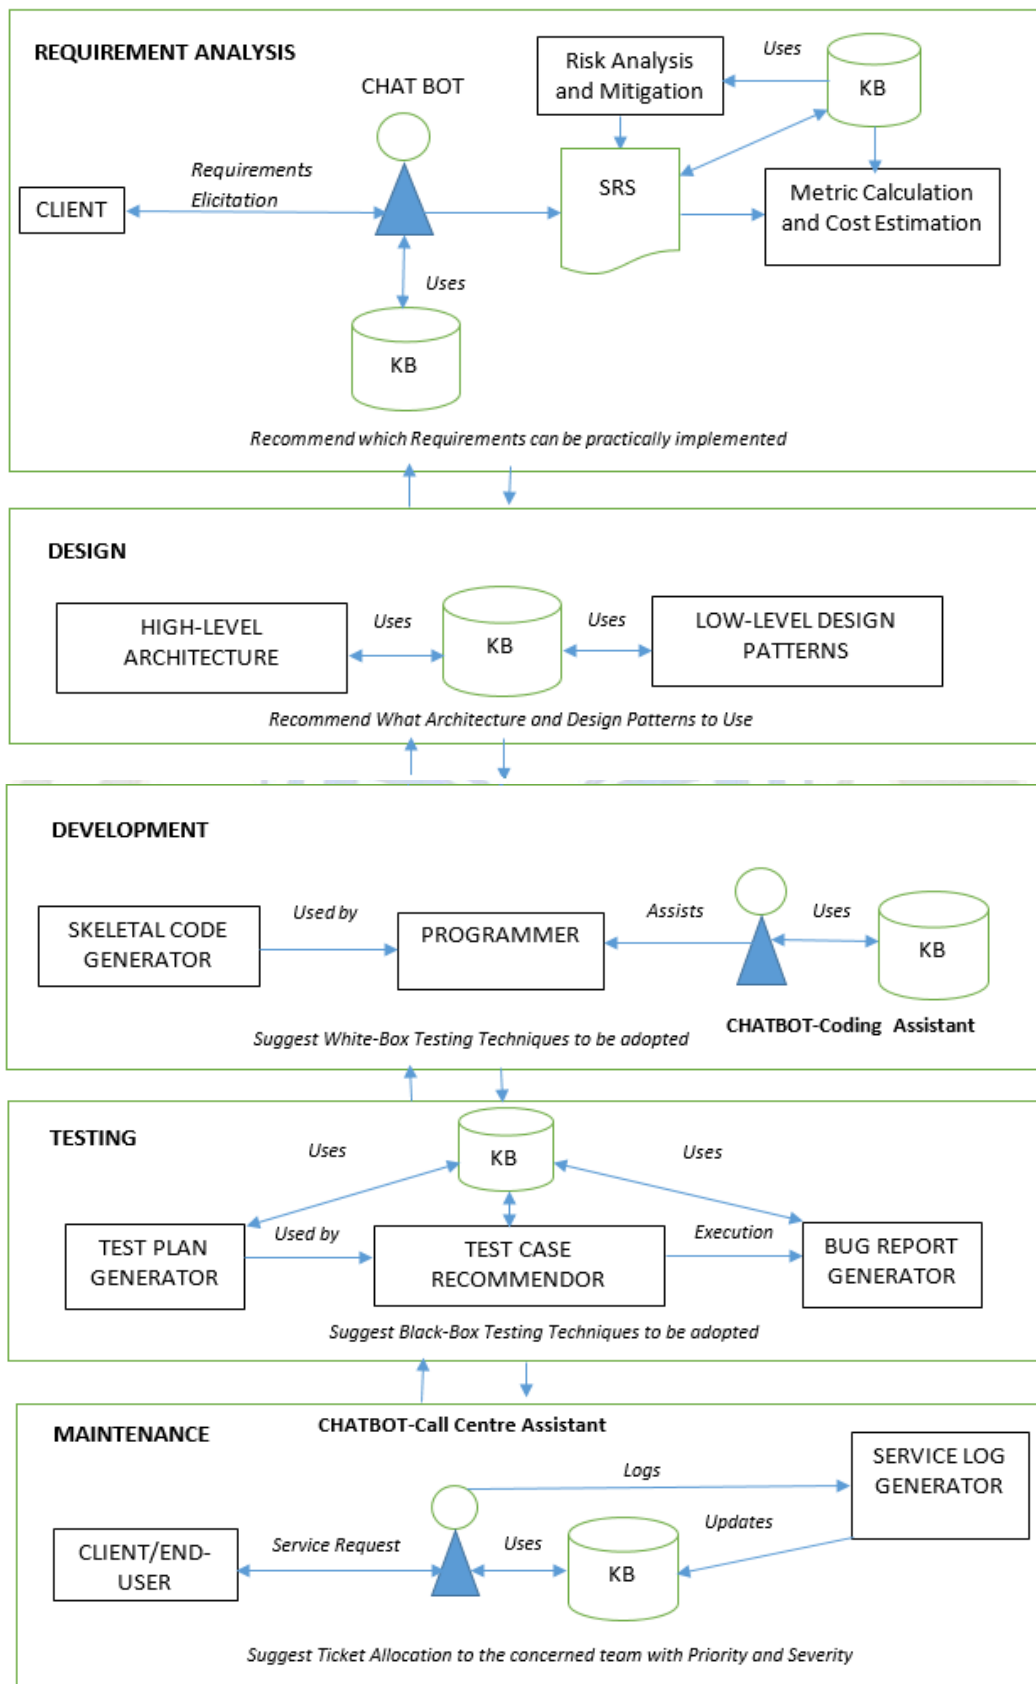 REQUIREMENT ANALYSIS
CHAT BOT
Risk Analysis
and Mitigation
Uses
KB
Requirements
Elicitation
CLIENT
SRS
Metric Calculation
and Cost Estimation
Uses
KB
Recommend which Requirements can be practically implemented
DESIGN
HIGH-LEVEL
ARCHITECTURE
Uses
KB
Uses
LOW-LEVEL DESIGN
PATTERNS
Recommend What Architecture and Design Patterns to Use
DEVELOPMENT
SKELETAL CODE
GENERATOR
Used by
PROGRAMMER
Assists
Uses
KB
CHATBOT-Coding Assistant
Suggest White-Box Testing Techniques to be adopted
TESTING
Uses
KB
Uses
TEST PLAN
GENERATOR
Used by
TEST CASE
RECOMMENDOR
Execution
BUG REPORT
GENERATOR
Suggest Black-Box Testing Techniques to be adopted
MAINTENANCE
CHATBOT-Call Centre Assistant
Logs
SERVICE LOG
GENERATOR
CLIENT/END-
USER
Service Request
Uses
KB
Updates
Suggest Ticket Allocation to the concerned team with Priority and Severity